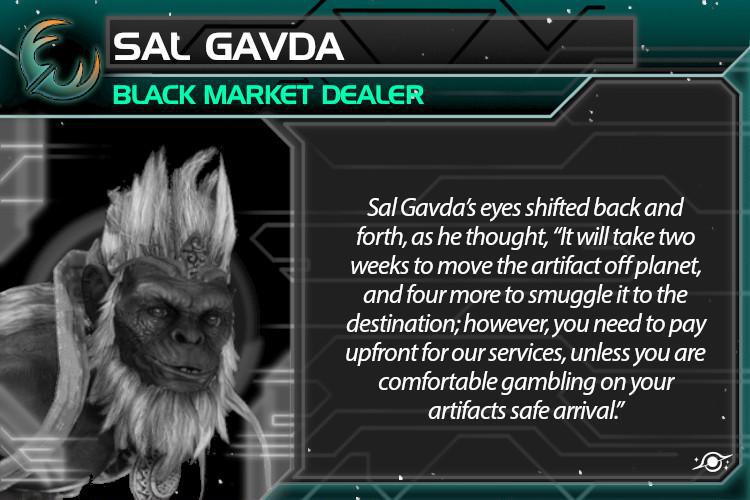 SAL GAVDA
BLACK MARKET DEALER
Sal Gavda's eyes shifted back and
forth, as he thought, “It will take two
weeks to move the artifact off planet,
and four more to smuggle it to the
destination; however, you need to pay
upfront for our services, unless you are
comfortable gambling on your
artifacts safe arrival.”